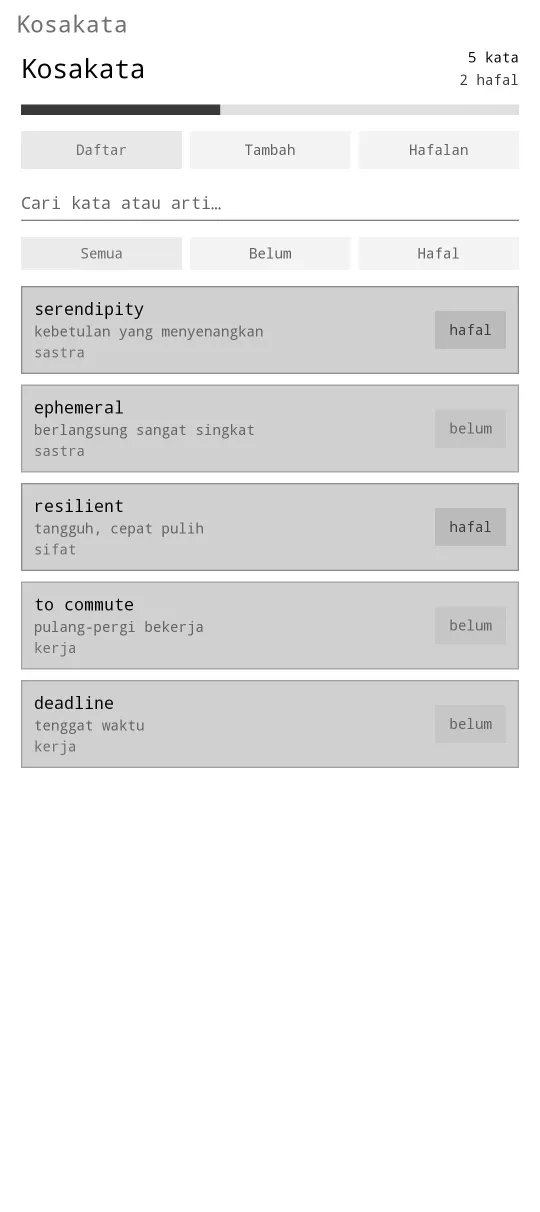 Kosakata
Kosakata
5 kata
2 hafal
Daftar
Tambah
Hafalan
Cari kata atau arti…
Semua
Belum
Hafal
serendipity
kebetulan yang menyenangkan
sastra
hafal
ephemeral
berlangsung sangat singkat
sastra
belum
resilient
tangguh, cepat pulih
sifat
hafal
to commute
pulang-pergi bekerja
kerja
belum
deadline
tenggat waktu
kerja
belum